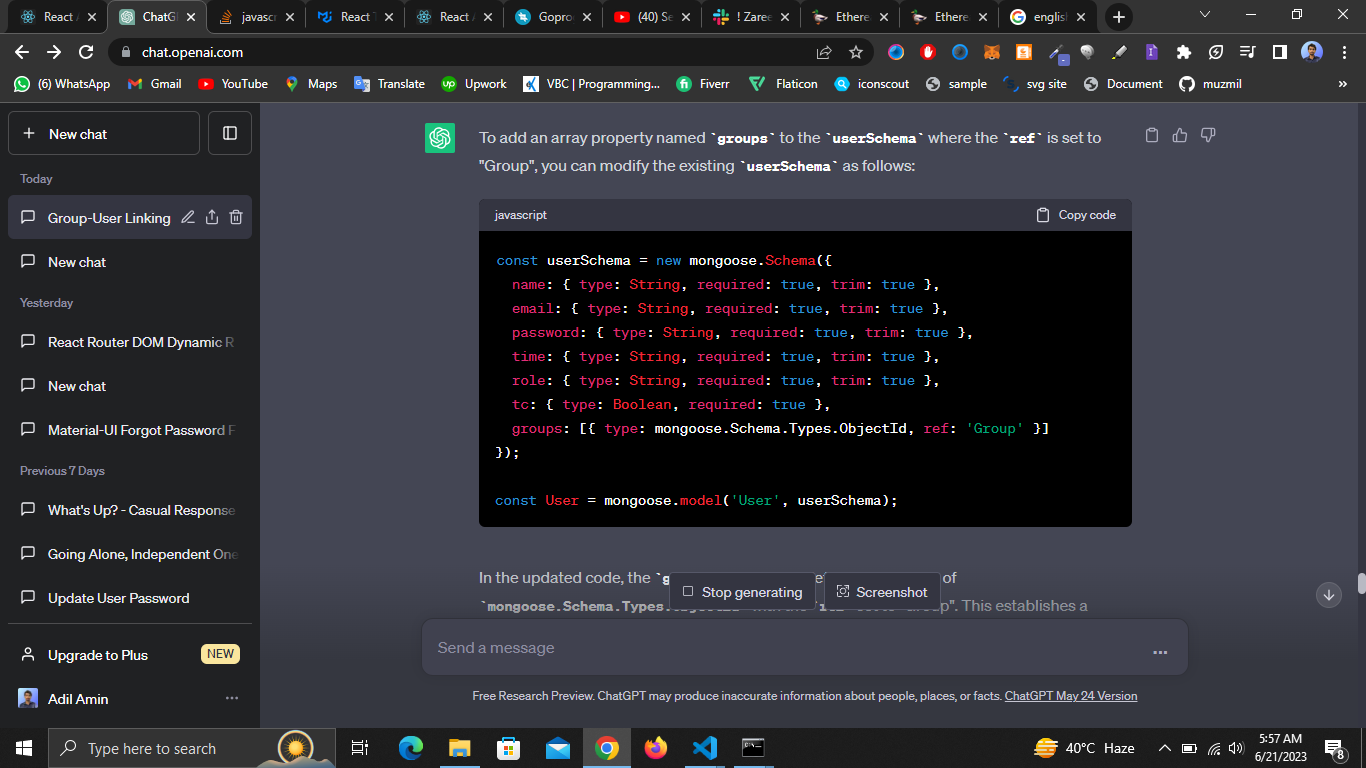 React A
ChatG
javascr
React T
React A
Gopro
(40) Se
! Zaree
Ethere
Ethere
english
chat.openai.com
(6) WhatsApp
Gmail
YouTube
Maps
Translate
Upwork
VBC | Programming...
Fiverr
Flaticon
iconscout
sample
svg site
Document
muzmil
»
+ New chat
Today
Group-User Linking
New chat
Yesterday
React Router DOM Dynamic R
New chat
Material-UI Forgot Password F
Previous 7 Days
What's Up? - Casual Response
Going Alone, Independent One
Update User Password
Upgrade to Plus
NEW
Adil Amin
To add an array property named `groups` to the `userSchema` where the `ref` is set to
"Group", you can modify the existing `userSchema` as follows:
javascript
Copy code
const userSchema = new mongoose.Schema({
name: { type: String, required: true, trim: true },
email: { type: String, required: true, trim: true },
password: { type: String, required: true, trim: true },
time: { type: String, required: true, trim: true },
role: { type: String, required: true, trim: true },
tc: { type: Boolean, required: true },
groups: [{ type: mongoose.Schema.Types.ObjectId, ref: 'Group' }]
});
const User = mongoose.model('User', userSchema);
In the updated code, the `g of
Stop generating
Screenshot
`mongoose.Schema.Types. This establishes a
Send a message
Free Research Preview. ChatGPT may produce inaccurate information about people, places, or facts. ChatGPT May 24 Version
Type here to search
40°C Haze
5:57 AM
6/21/2023
8